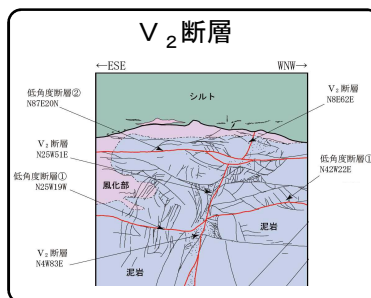 V₂断層
←ESE
WNW→
低角度断層②
N87E20N
シルト
V₂断層
N8E62E
V₂断層
N25W51E
低角度断層①
N42W22E
低角度断層①
N25W19W
風化部
V₂断層
N4W83E
泥岩
泥岩